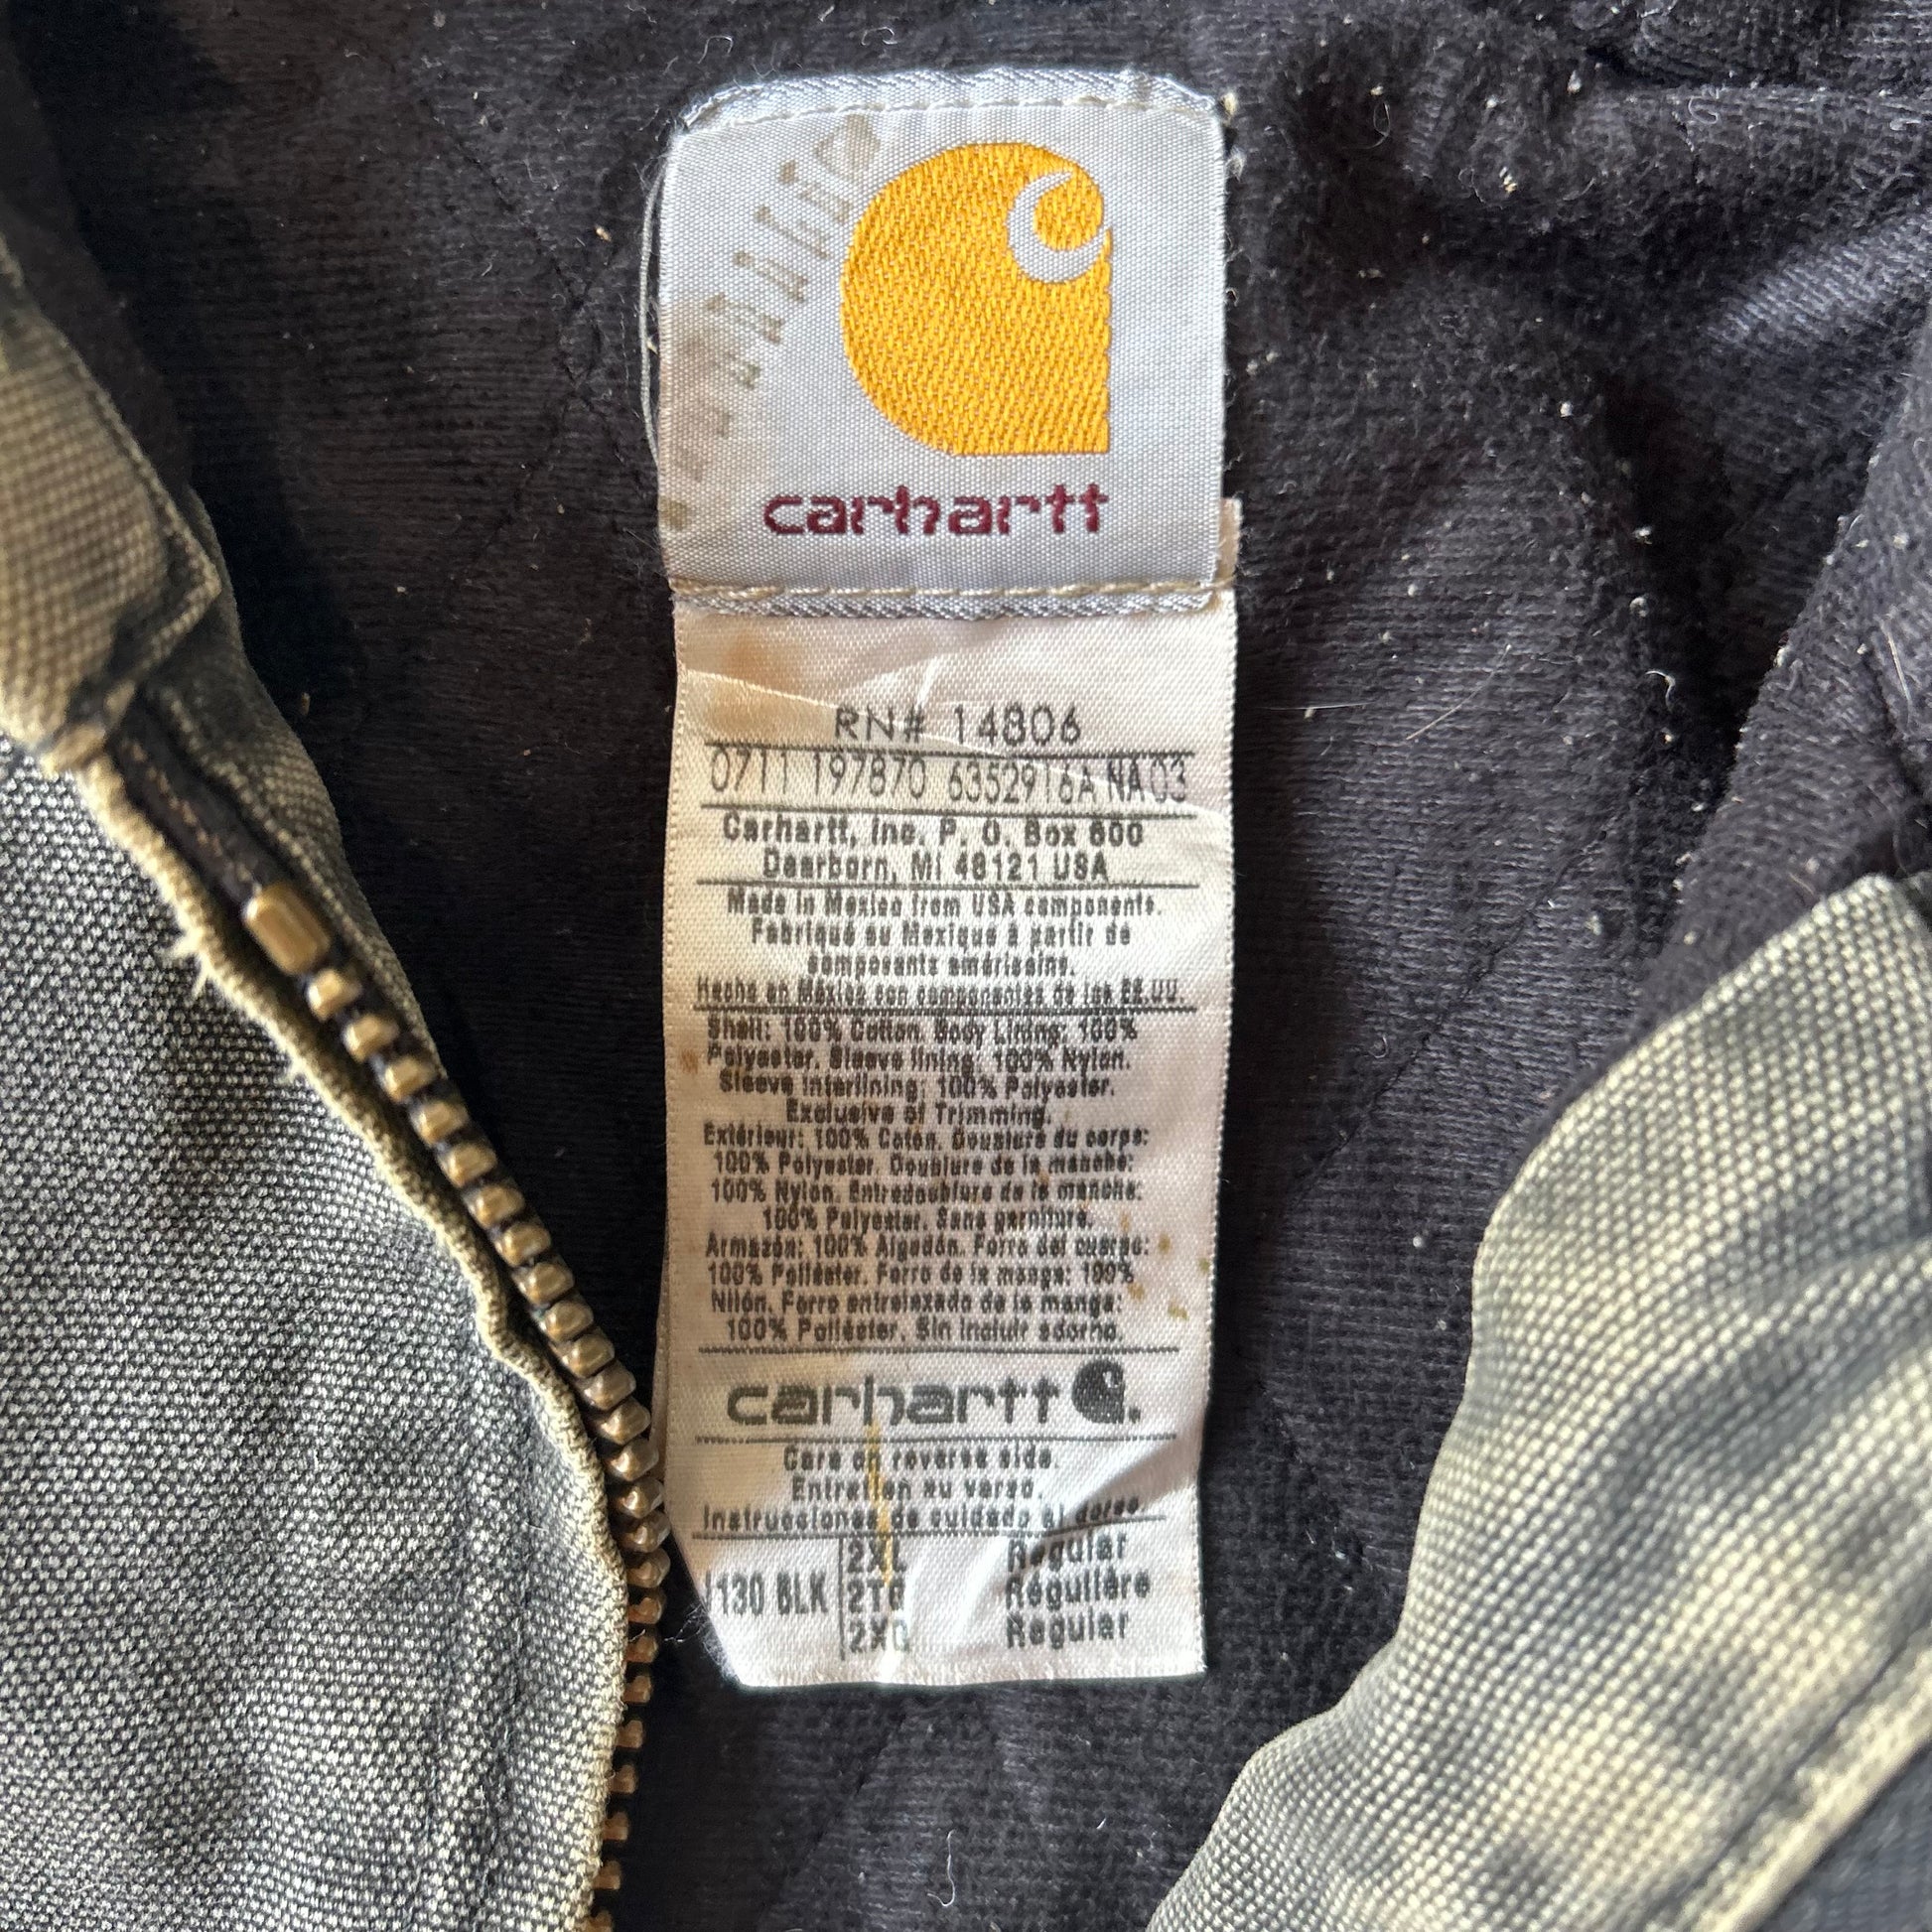 carhartt
RN# 14806
0711 197870 6352916A NA03
Carhartt, Inc. P. O. Box 600
Dearborn, MI 48121 USA
Made in Mexico from USA components.
Fabriqué au Mexique à partir de
composants américains.
Hecho en México con componentes de los EE.UU.
Shell: 100% Cotton. Body Lining: 100%
Polyester. Sleeve lining: 100% Nylon.
Sleeve Interlining: 100% Polyester.
Exclusive of Trimming.
Extérieur: 100% Coton. Doublure du corps:
100% Polyester. Doublure de la manche:
100% Nylon. Entredoublure de la manche:
100% Polyester. Sans garniture.
Armazón: 100% Algodón. Forro del cuerpo:
100% Poliéster. Forro de la manga: 100%
Nilón. Forro entrelazado de la manga:
100% Poliéster. Sin incluir adorno.
carhartt
Care on reverse side.
Entretien au verso.
Instrucciones de cuidado al dorso.
2XL Regular
J130 BLK 2TG Régulière
2XG Regular